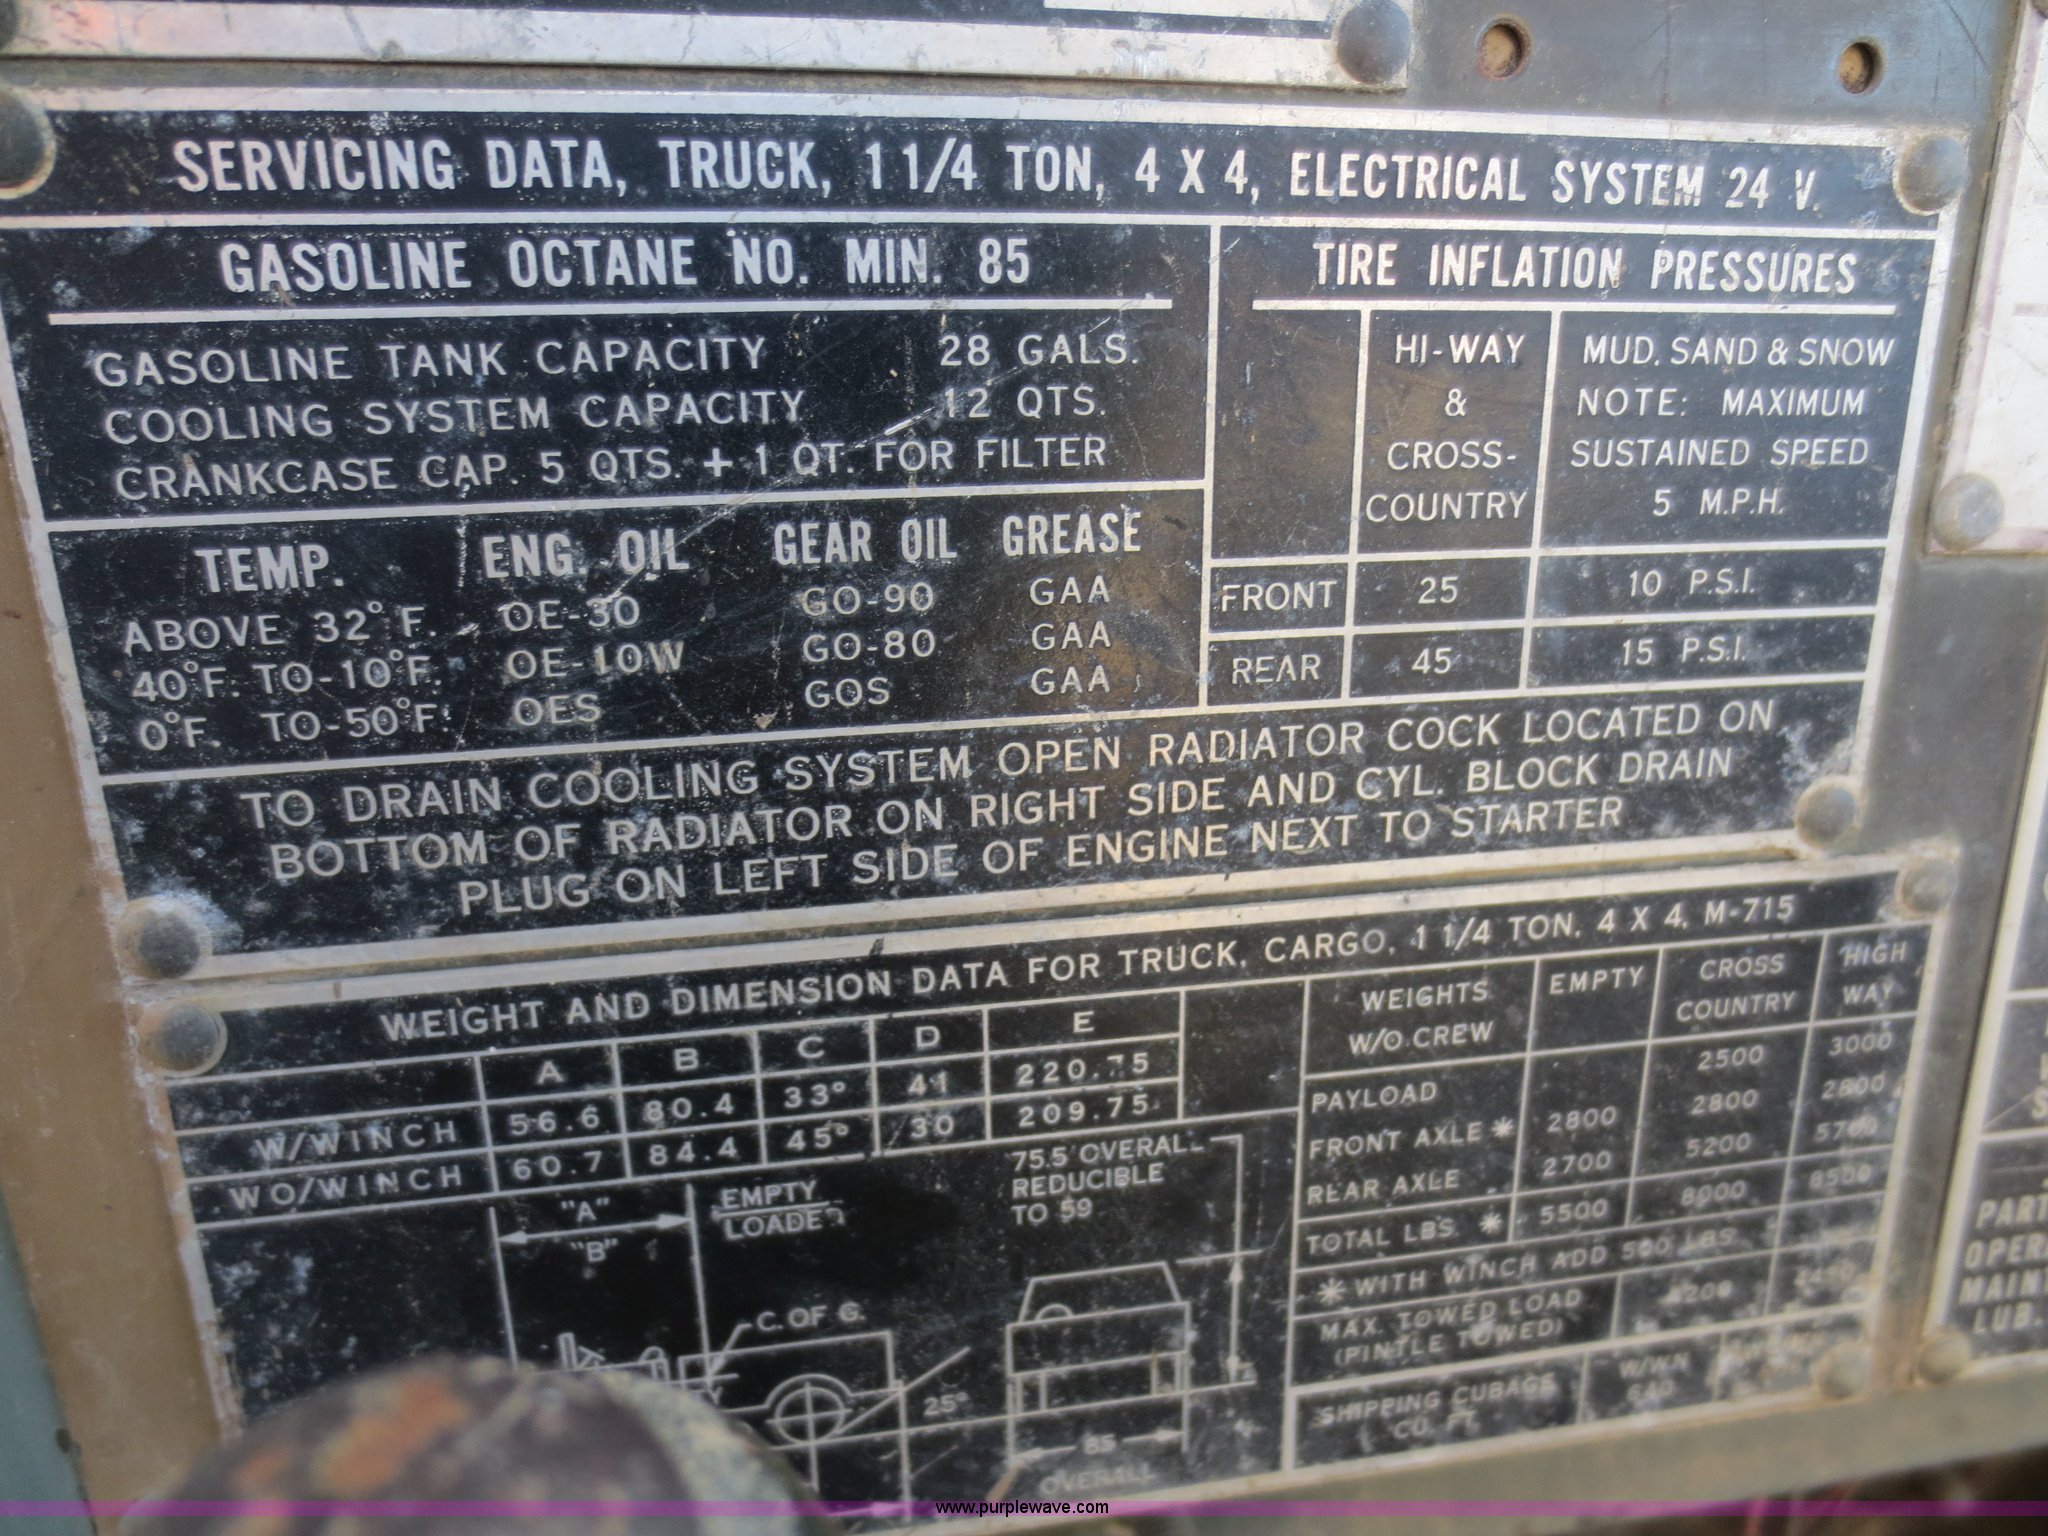 SERVICING DATA, TRUCK, 1 1/4 TON, 4 X 4, ELECTRICAL SYSTEM 24 V.
GASOLINE OCTANE NO. MIN. 85
GASOLINE TANK CAPACITY 28 GALS.
COOLING SYSTEM CAPACITY 12 QTS.
CRANKCASE CAP. 5 QTS. + 1 QT. FOR FILTER
TEMP. ENG. OIL GEAR OIL GREASE
ABOVE 32°F. OE-30 GO-90 GAA
40°F. TO-10°F. OE-10W GO-80 GAA
0°F. TO-50°F. OES GOS GAA
TIRE INFLATION PRESSURES
HI-WAY
&
CROSS-
COUNTRY
MUD, SAND & SNOW
NOTE: MAXIMUM
SUSTAINED SPEED
5 M.P.H.
FRONT 25 10 P.S.I.
REAR 45 15 P.S.I.
TO DRAIN COOLING SYSTEM OPEN RADIATOR COCK LOCATED ON
BOTTOM OF RADIATOR ON RIGHT SIDE AND CYL. BLOCK DRAIN
PLUG ON LEFT SIDE OF ENGINE NEXT TO STARTER
WEIGHT AND DIMENSION DATA FOR TRUCK, CARGO, 1 1/4 TON, 4 X 4, M-715
A B C D E
W/WINCH 56.6 80.4 33° 41 220.75
WO/WINCH 60.7 84.4 45° 30 209.75
"A"
"B"
EMPTY
LOADED
75.5 OVERALL
REDUCIBLE
TO 59
C. OF G.
25°
85
OVERALL
E
WEIGHTS
W/O CREW
EMPTY
CROSS
COUNTRY
HIGH
WAY
PAYLOAD 2500 3000
FRONT AXLE * 2800 2800 2800
REAR AXLE 2700 5200 5700
TOTAL LBS. * 5500 8000 8500
* WITH WINCH ADD 500 LBS
MAX. TOWED LOAD
(PINTLE TOWED)
SHIPPING CUBAGE
CU. FT.
W/WN
PART
OPER
MAINT
LUB.
www.purplewave.com